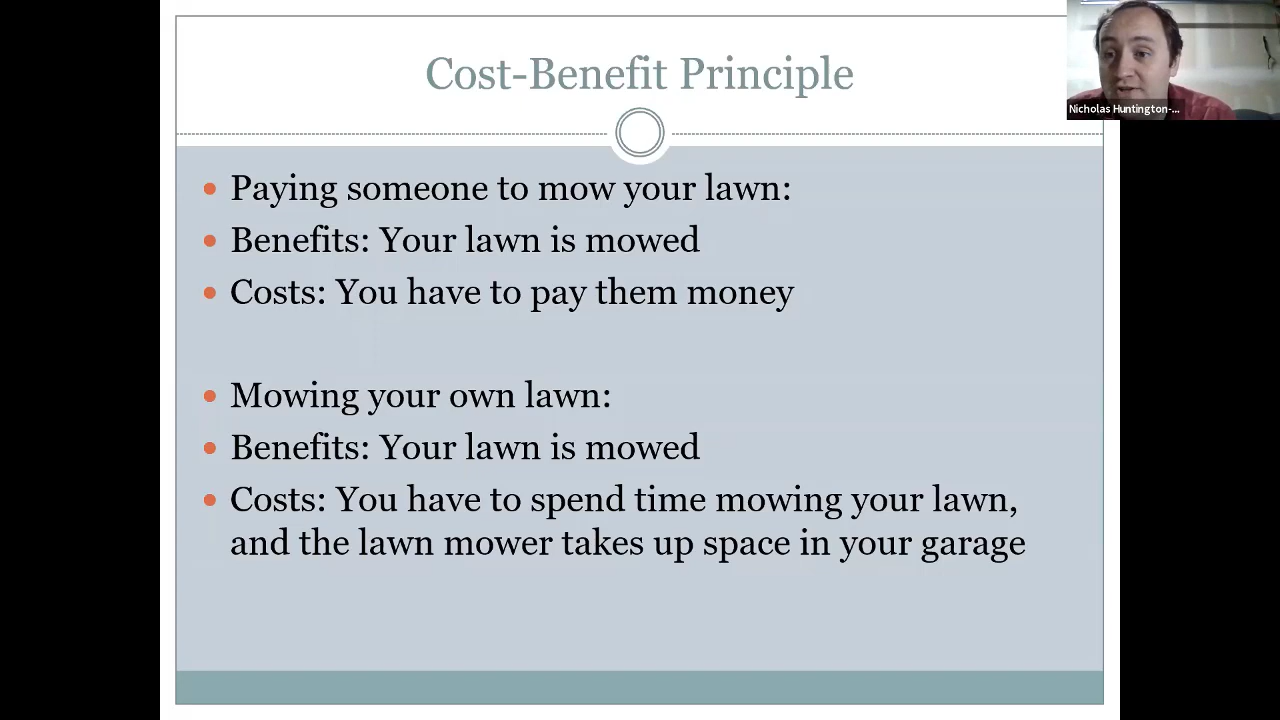 Cost-Benefit Principle
Nicholas Huntington-...
Paying someone to mow your lawn:
Benefits: Your lawn is mowed
Costs: You have to pay them money
Mowing your own lawn:
Benefits: Your lawn is mowed
Costs: You have to spend time mowing your lawn,
and the lawn mower takes up space in your garage